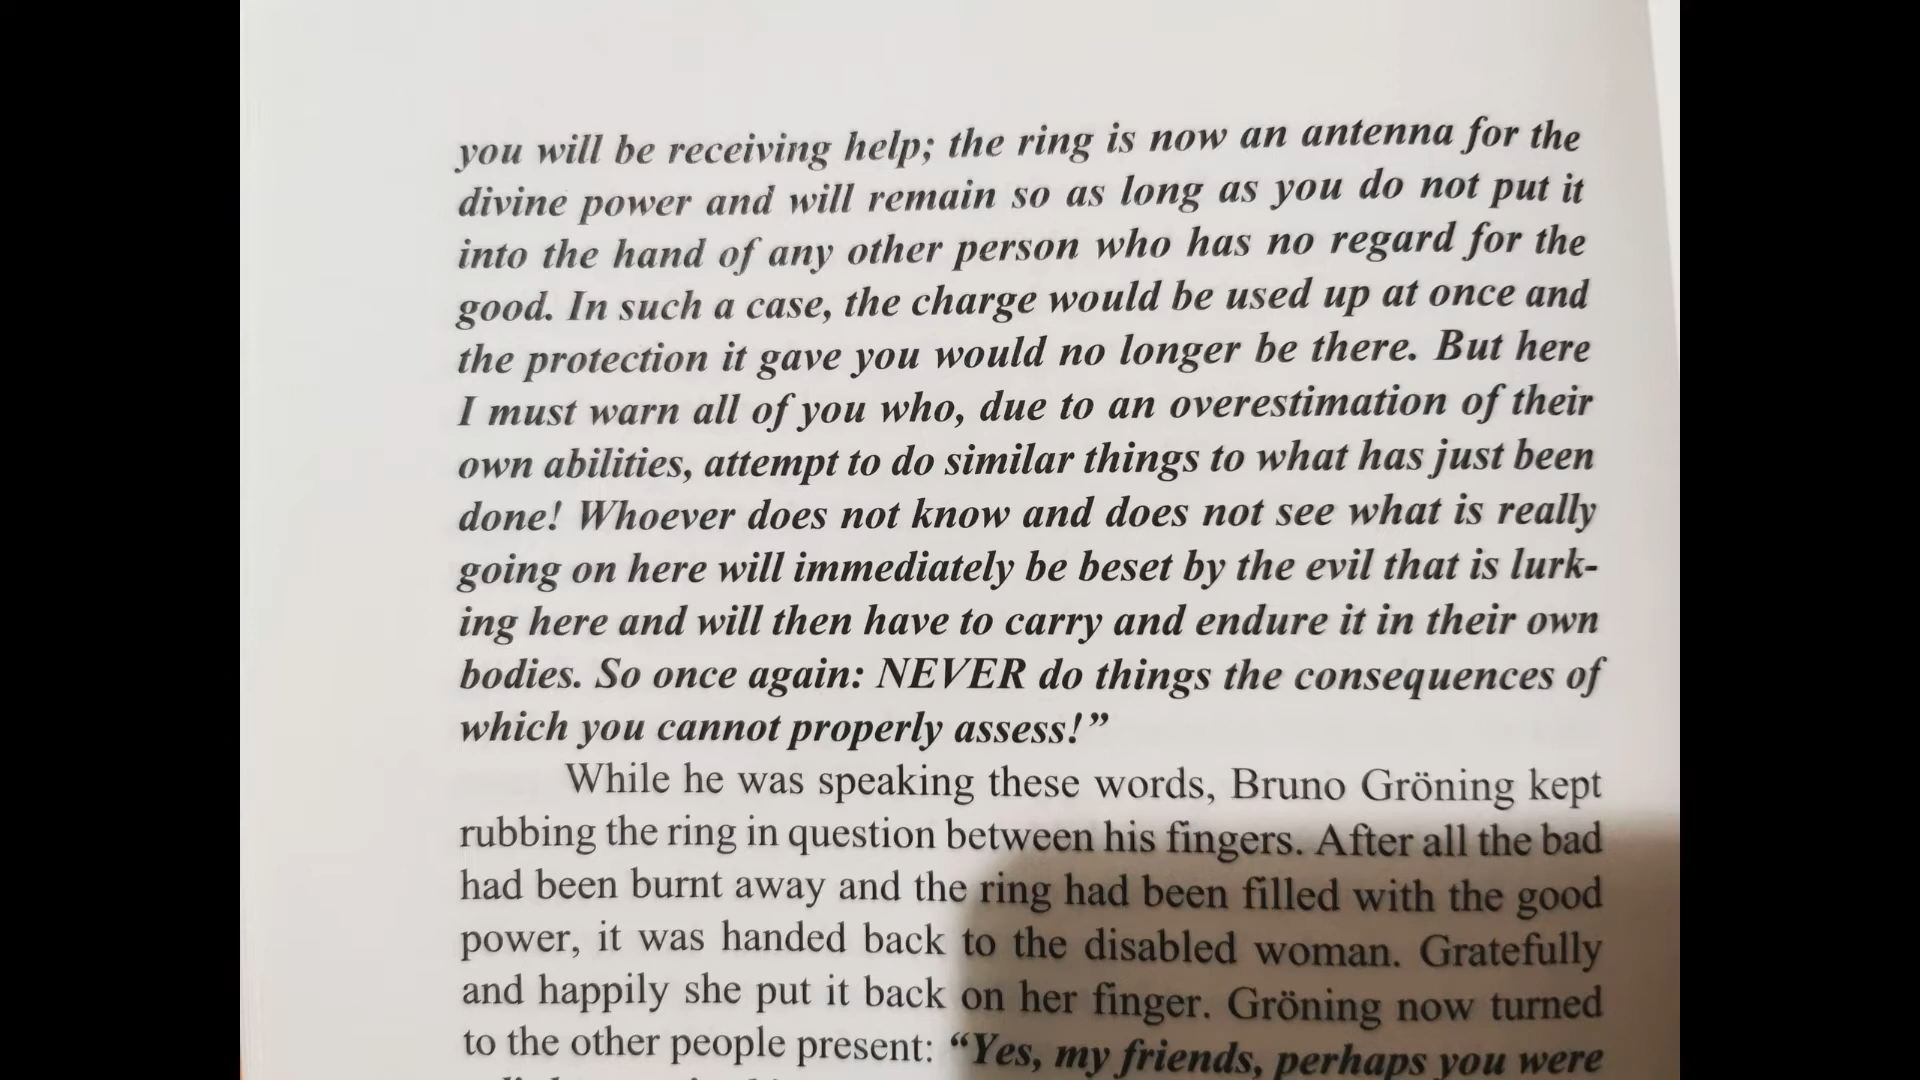 you will be receiving help; the ring is now an antenna for the
divine power and will remain so as long as you do not put it
into the hand of any other person who has no regard for the
good. In such a case, the charge would be used up at once and
the protection it gave you would no longer be there. But here
I must warn all of you who, due to an overestimation of their
own abilities, attempt to do similar things to what has just been
done! Whoever does not know and does not see what is really
going on here will immediately be beset by the evil that is lurk-
ing here and will then have to carry and endure it in their own
bodies. So once again: NEVER do things the consequences of
which you cannot properly assess!”
While he was speaking these words, Bruno Gröning kept
rubbing the ring in question between his fingers. After all the bad
had been burnt away and the ring had been filled with the good
power, it was handed back to the disabled woman. Gratefully
and happily she put it back on her finger. Gröning now turned
to the other people present: “Yes, my friends, perhaps you were